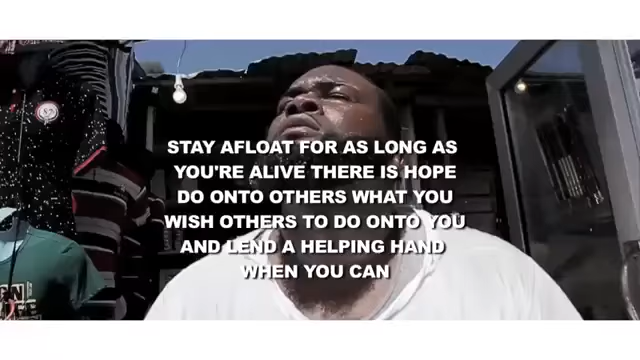 STAY AFLOAT FOR AS LONG AS
YOU'RE ALIVE THERE IS HOPE
DO ONTO OTHERS WHAT YOU
WISH OTHERS TO DO ONTO YOU
AND LEND A HELPING HAND
WHEN YOU CAN